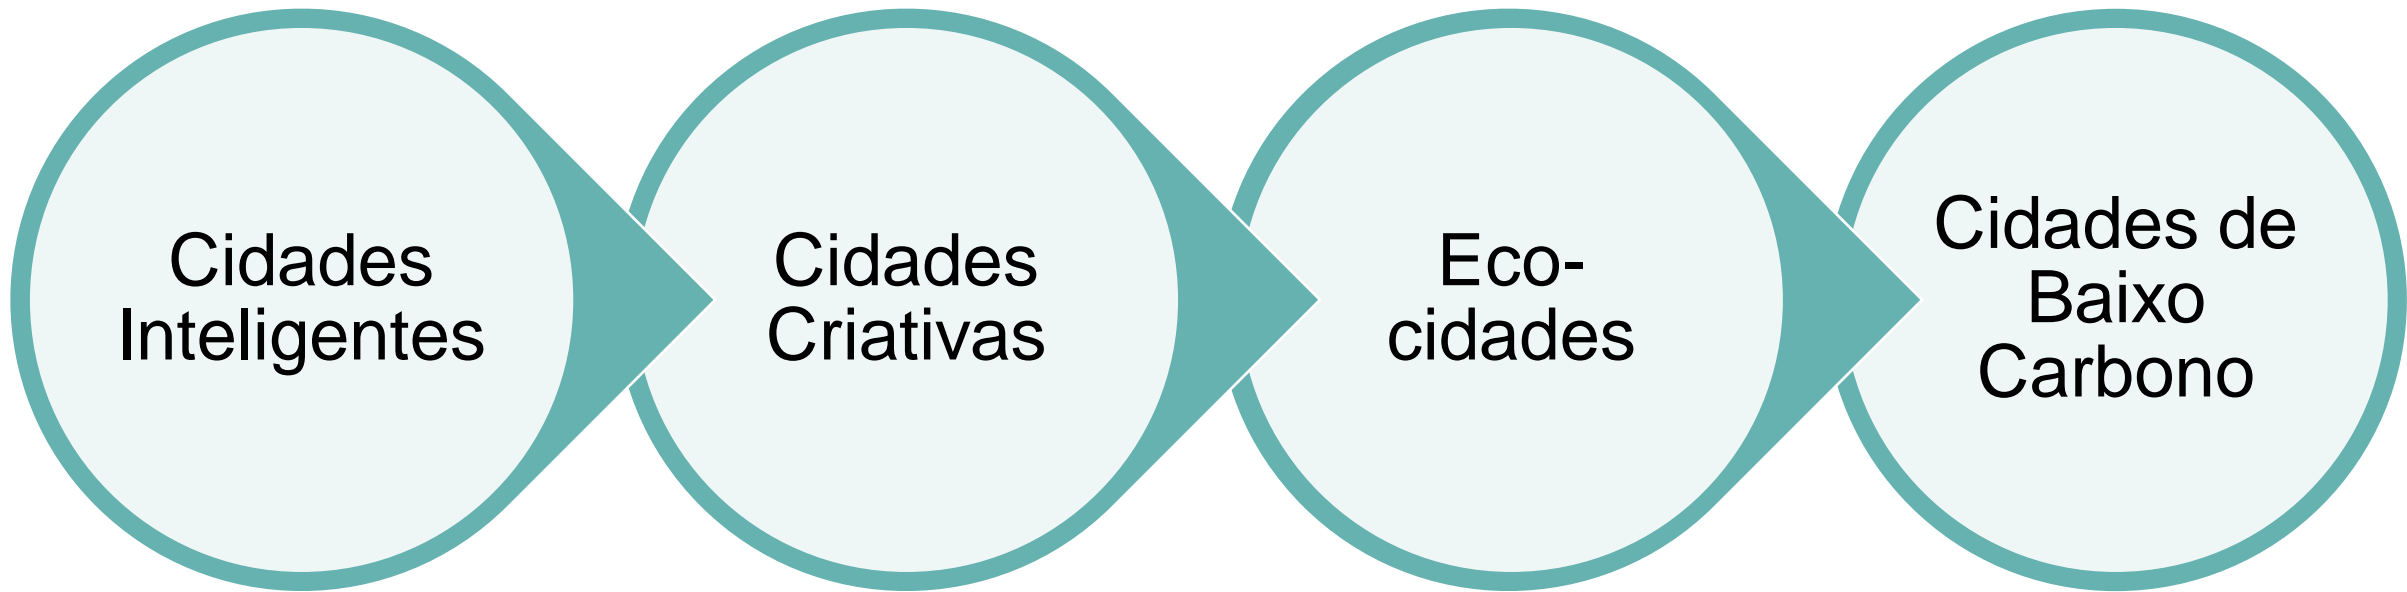 Cidades
Inteligentes
Cidades
Criativas
Eco-
cidades
Cidades de
Baixo
Carbono